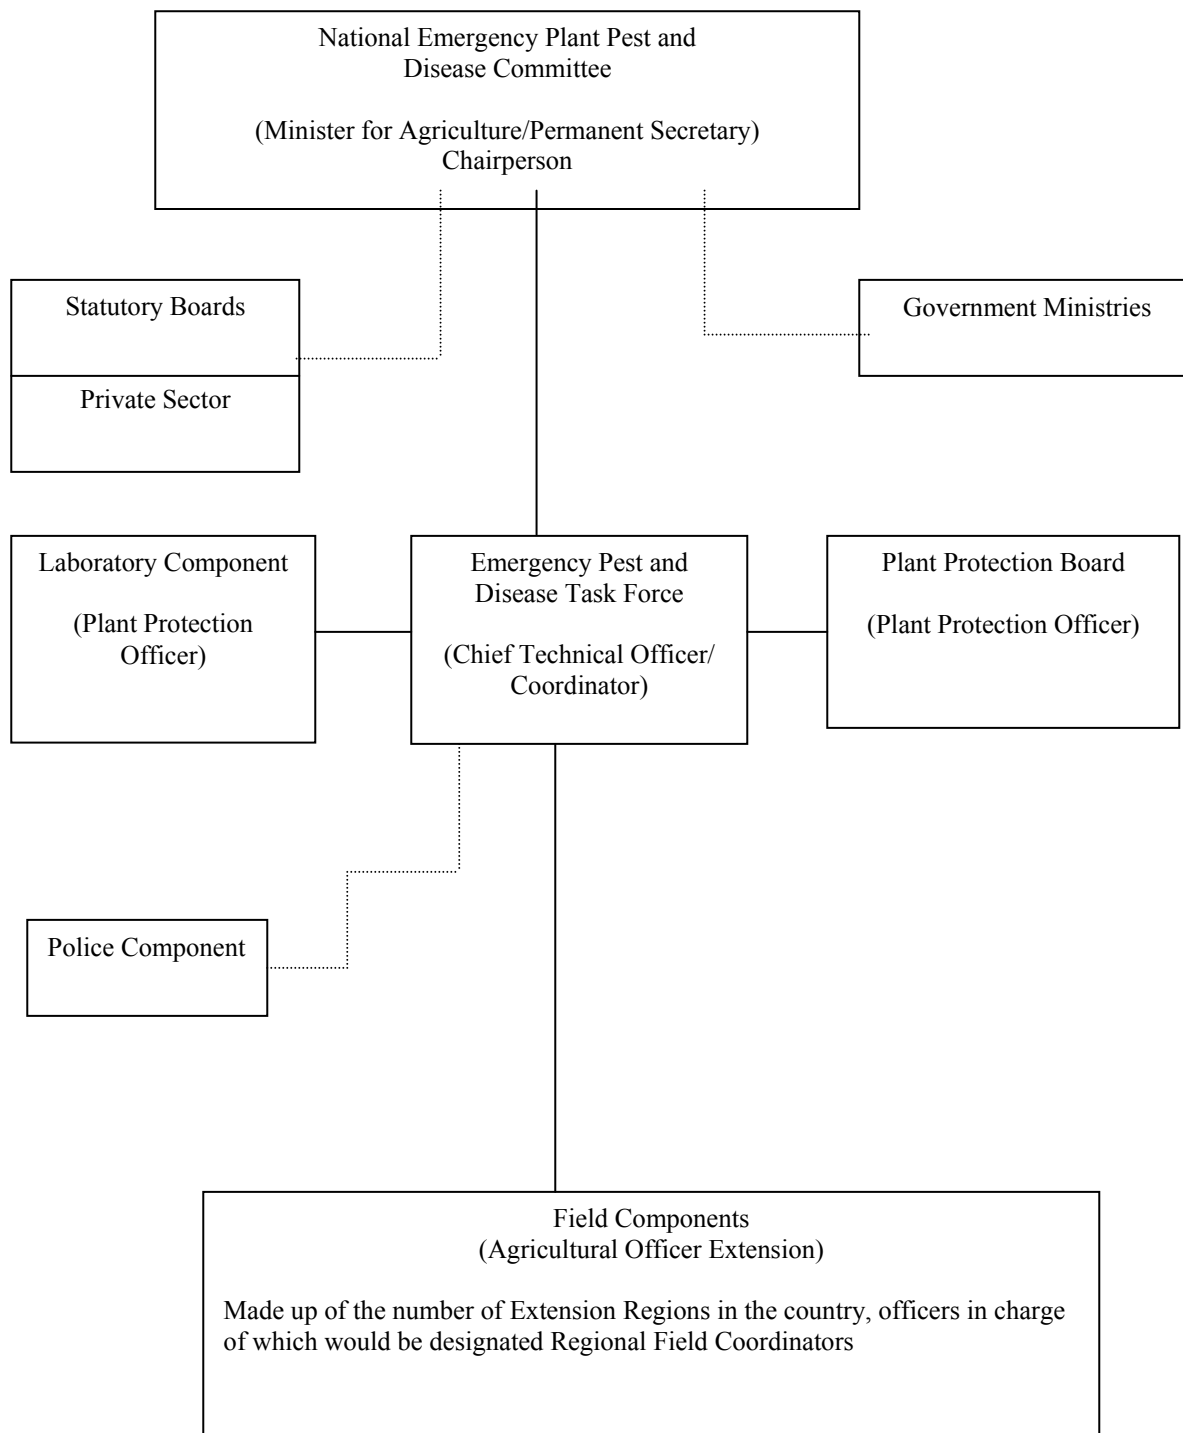 National Emergency Plant Pest and
Disease Committee
(Minister for Agriculture/Permanent Secretary)
Chairperson
Statutory Boards
Private Sector
Government Ministries
Laboratory Component
(Plant Protection
Officer)
Emergency Pest and
Disease Task Force
(Chief Technical Officer/
Coordinator)
Plant Protection Board
(Plant Protection Officer)
Police Component
Field Components
(Agricultural Officer Extension)
Made up of the number of Extension Regions in the country, officers in charge
of which would be designated Regional Field Coordinators